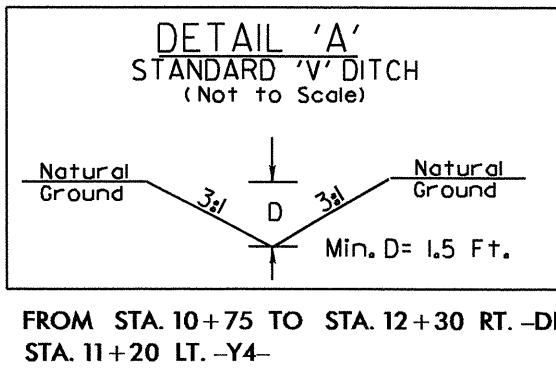 DETAIL 'A'
STANDARD 'V' DITCH
(Not to Scale)
Natural
Ground
3:1
D
3:1
Natural
Ground
Min. D= 1.5 Ft.
FROM STA. 10+75 TO STA. 12+30 RT.
STA. 11+20 LT. -Y4-